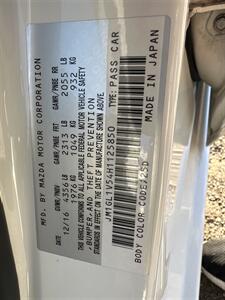 MFD. BY MAZDA MOTOR CORPORATION
DATE GVWR/PNBV GAWR/PNBE FR GAWR/PNBE RR
12/16 4356 LB 2313 LB 2055 LB
1976 KG 1049 KG 932 KG
THIS VEHICLE CONFORMS TO ALL APPLICABLE FEDERAL MOTOR VEHICLE SAFETY
,BUMPER,AND THEFT PREVENTION
STANDARDS IN EFFECT ON THE DATE OF MANUFACTURE SHOWN ABOVE.
JM1GL1V54H1125850 TYPE:PASS CAR
BODY COLOR CODE:25D MADE IN JAPAN